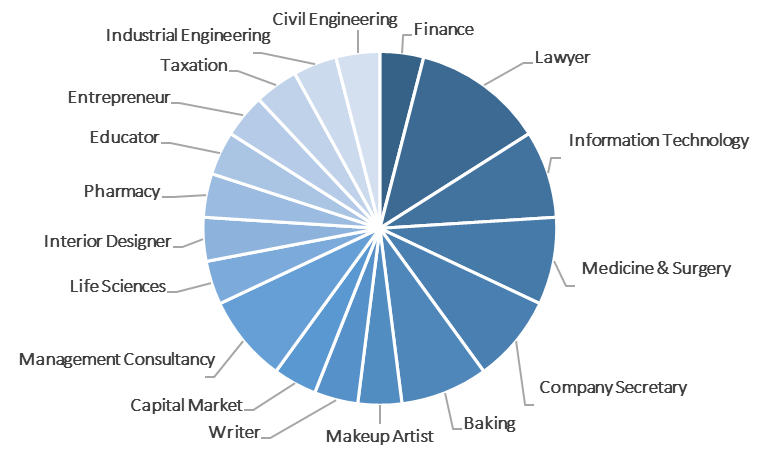 Civil Engineering
Finance
Industrial Engineering
Lawyer
Taxation
Entrepreneur
Educator
Information Technology
Pharmacy
Interior Designer
Medicine & Surgery
Life Sciences
Management Consultancy
Company Secretary
Capital Market
Baking
Writer
Makeup Artist